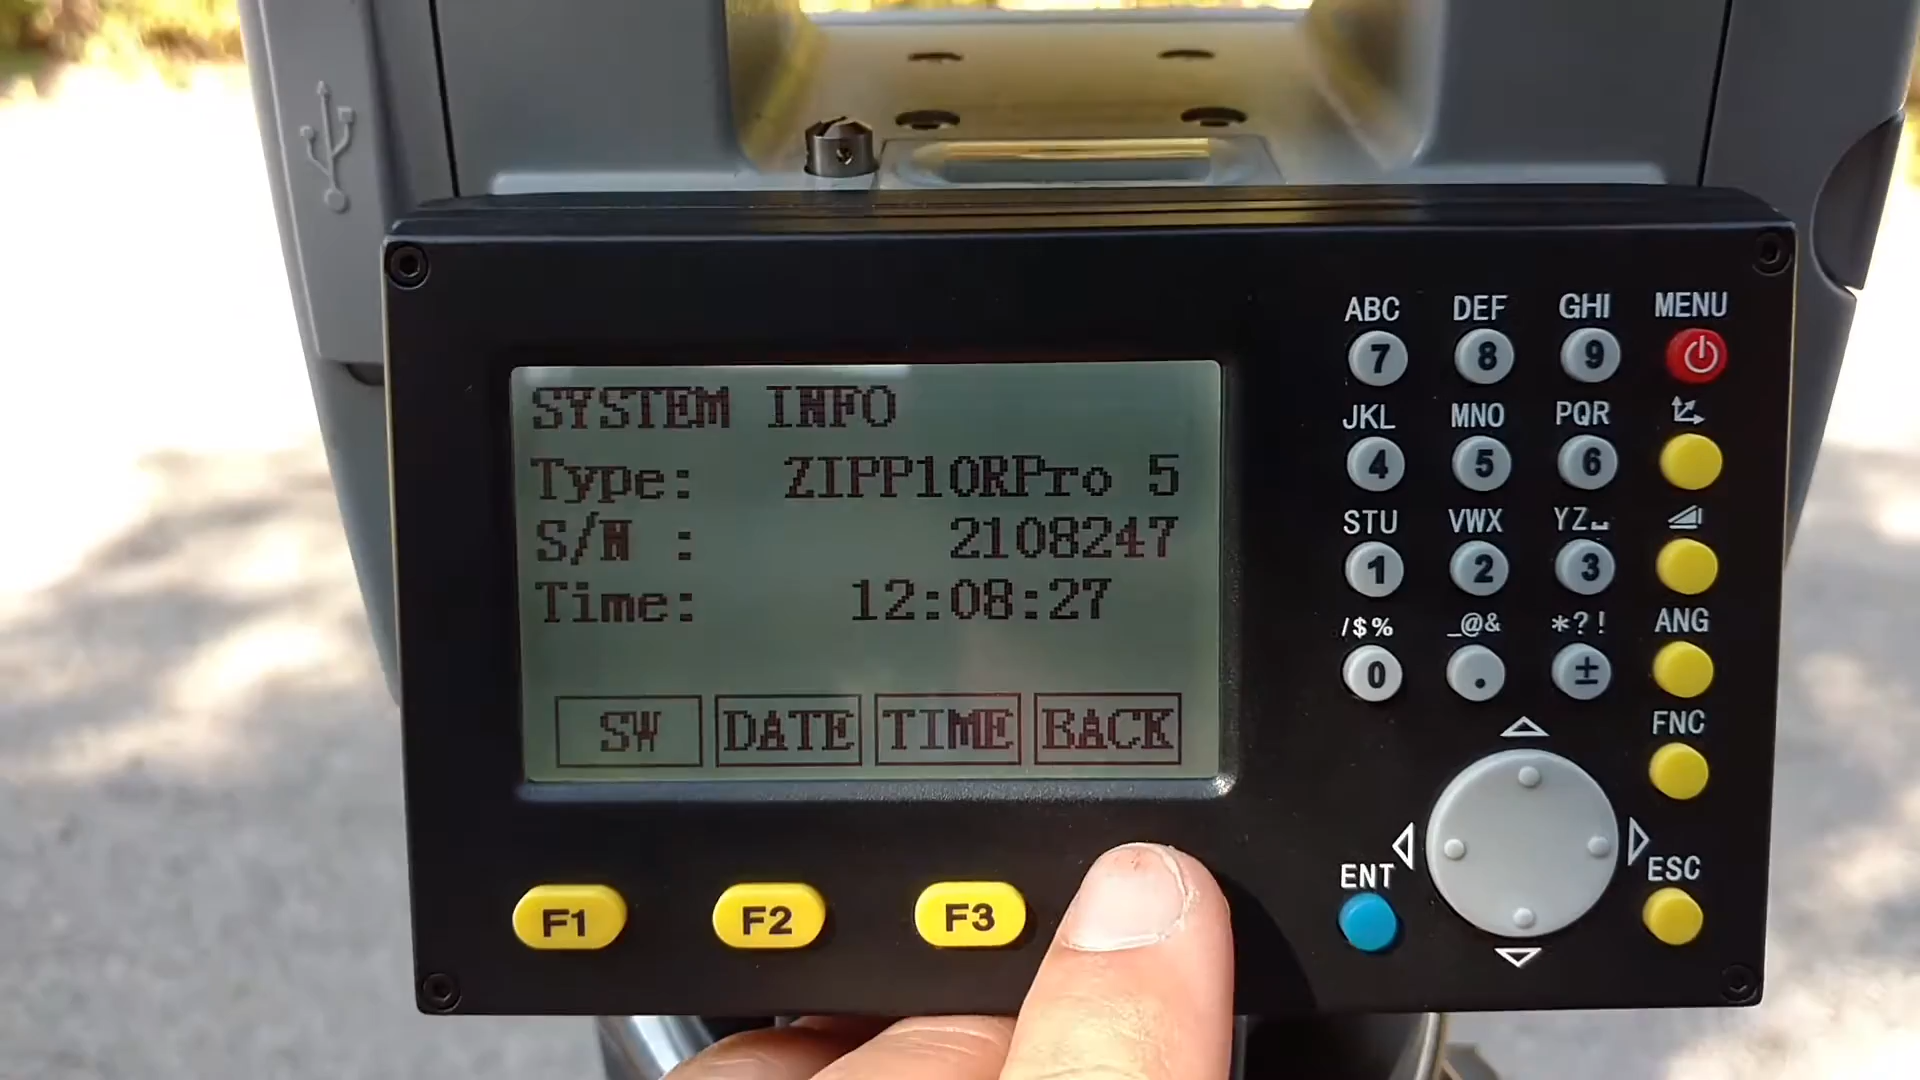 SYSTEM INFO
Type: ZIPP10RPro 5
S/N : 2108247
Time: 12:08:27
SW DATE TIME BACK
F1 F2 F3
ABC DEF GHI MENU
7 8 9
JKL MNO PQR
4 5 6
STU VWX YZ␣
1 2 3
/$% _@& *?! ANG
0 . ±
FNC
ENT ESC